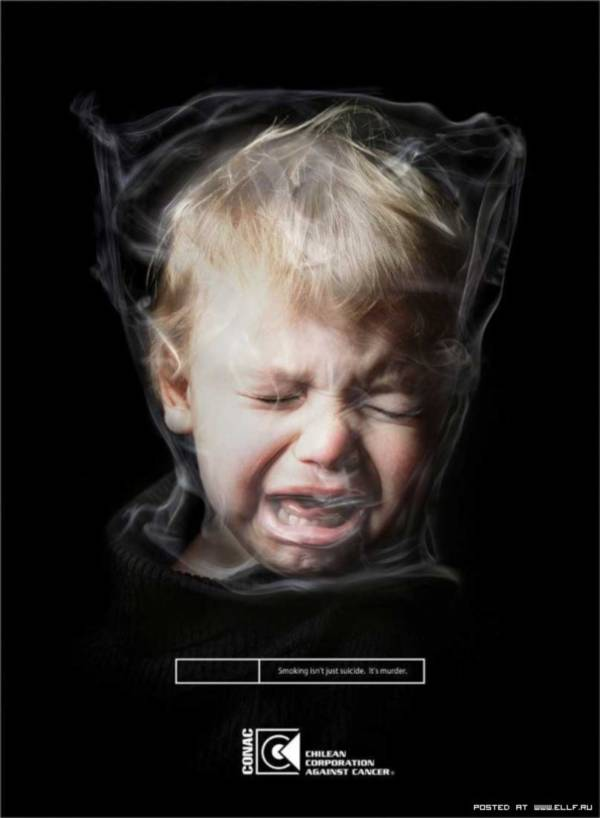 Smoking isn't just suicide. It's murder.
CONAC
CHILEAN
CORPORATION
AGAINST CANCER®
POSTED AT WWW.ELLF.RU